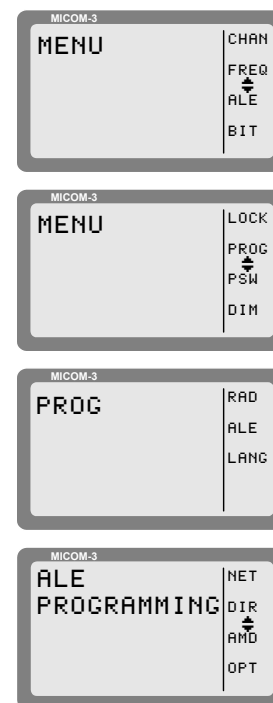 MICOM-3
MENU
CHAN
FREQ
ALE
BIT
MICOM-3
MENU
LOCK
PROG
PSW
DIM
MICOM-3
PROG
RAD
ALE
LANG
MICOM-3
ALE
PROGRAMMING
NET
DIR
AMD
OPT